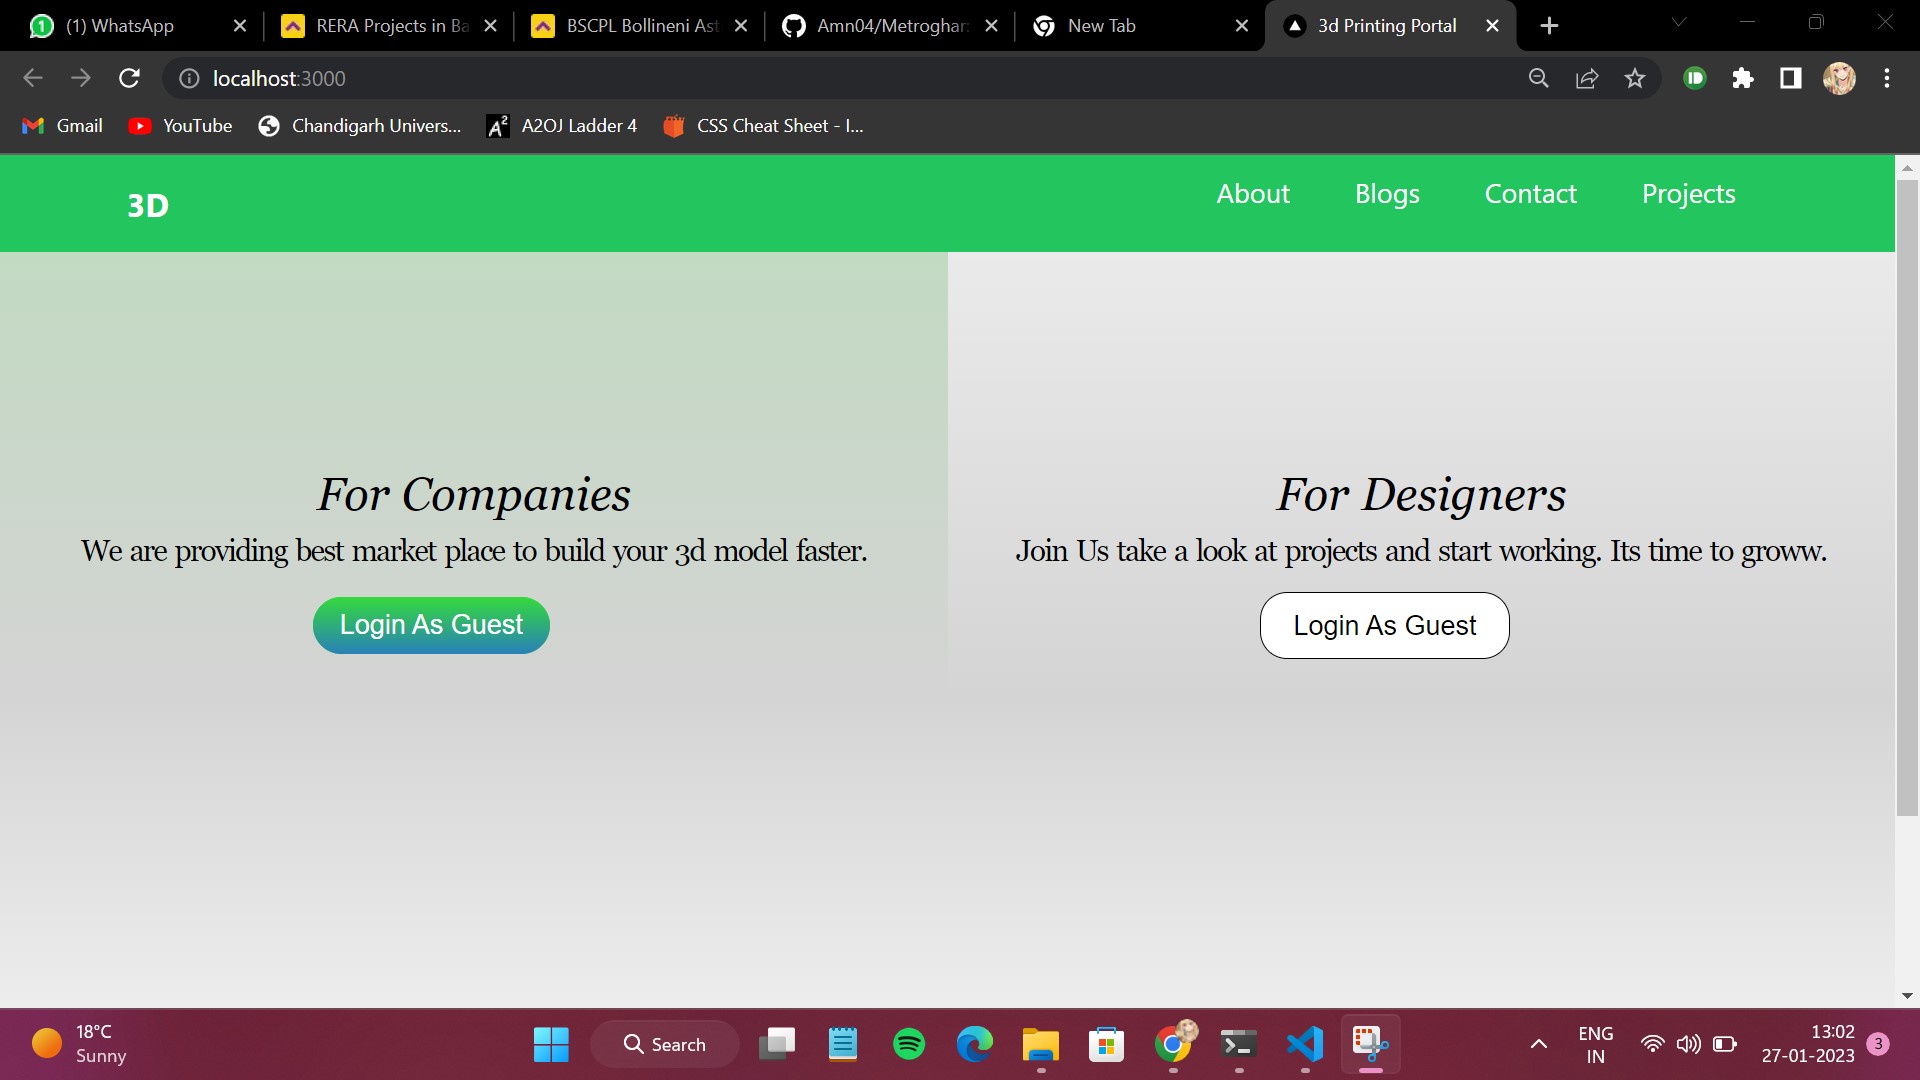 (1) WhatsApp
RERA Projects in Ba
BSCPL Bollineni Ast
Amn04/Metroghar:
New Tab
3d Printing Portal
localhost:3000
Gmail
YouTube
Chandigarh Univers...
A2OJ Ladder 4
CSS Cheat Sheet - I...
3D
About
Blogs
Contact
Projects
For Companies
We are providing best market place to build your 3d model faster.
Login As Guest
For Designers
Join Us take a look at projects and start working. Its time to groww.
Login As Guest
18°C
Sunny
Search
ENG
IN
13:02
27-01-2023
3